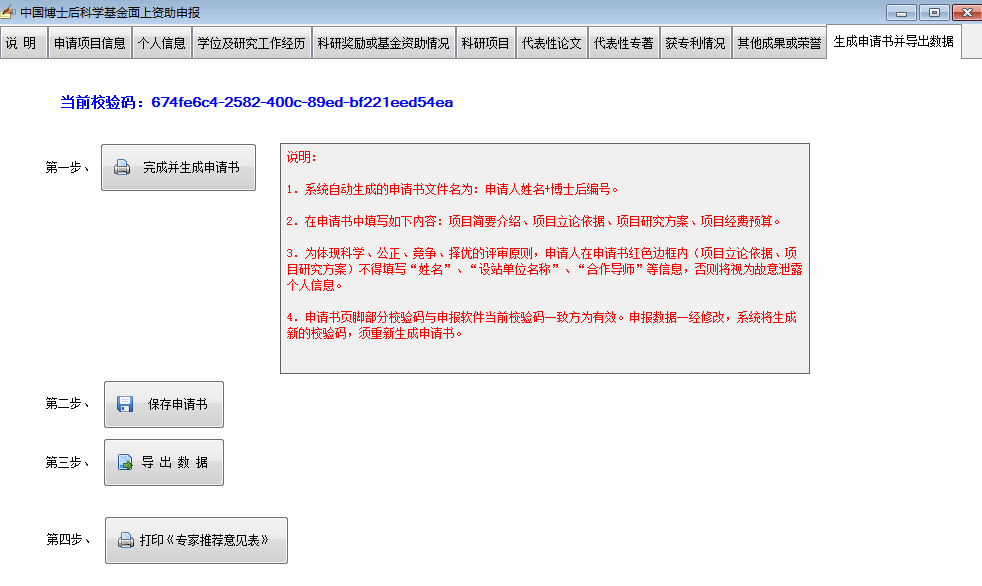 中国博士后科学基金面上资助申报
说 明 申请项目信息 个人信息 学位及研究工作经历 科研奖励或基金资助情况 科研项目 代表性论文 代表性专著 获专利情况 其他成果或荣誉 生成申请书并导出数据
当前校验码：674fe6c4-2582-400c-89ed-bf221eed54ea
第一步、 完成并生成申请书
说明：
1．系统自动生成的申请书文件名为：申请人姓名+博士后编号。
2．在申请书中填写如下内容：项目简要介绍、项目立论依据、项目研究方案、项目经费预算。
3．为体现科学、公正、竞争、择优的评审原则，申请人在申请书红色边框内（项目立论依据、项
目研究方案）不得填写“姓名”、“设站单位名称”、“合作导师”等信息，否则将视为故意泄露
个人信息。
4．申请书页脚部分校验码与申报软件当前校验码一致方为有效。申报数据一经修改，系统将生成
新的校验码，须重新生成申请书。
第二步、 保存申请书
第三步、 导 出 数 据
第四步、 打印《专家推荐意见表》